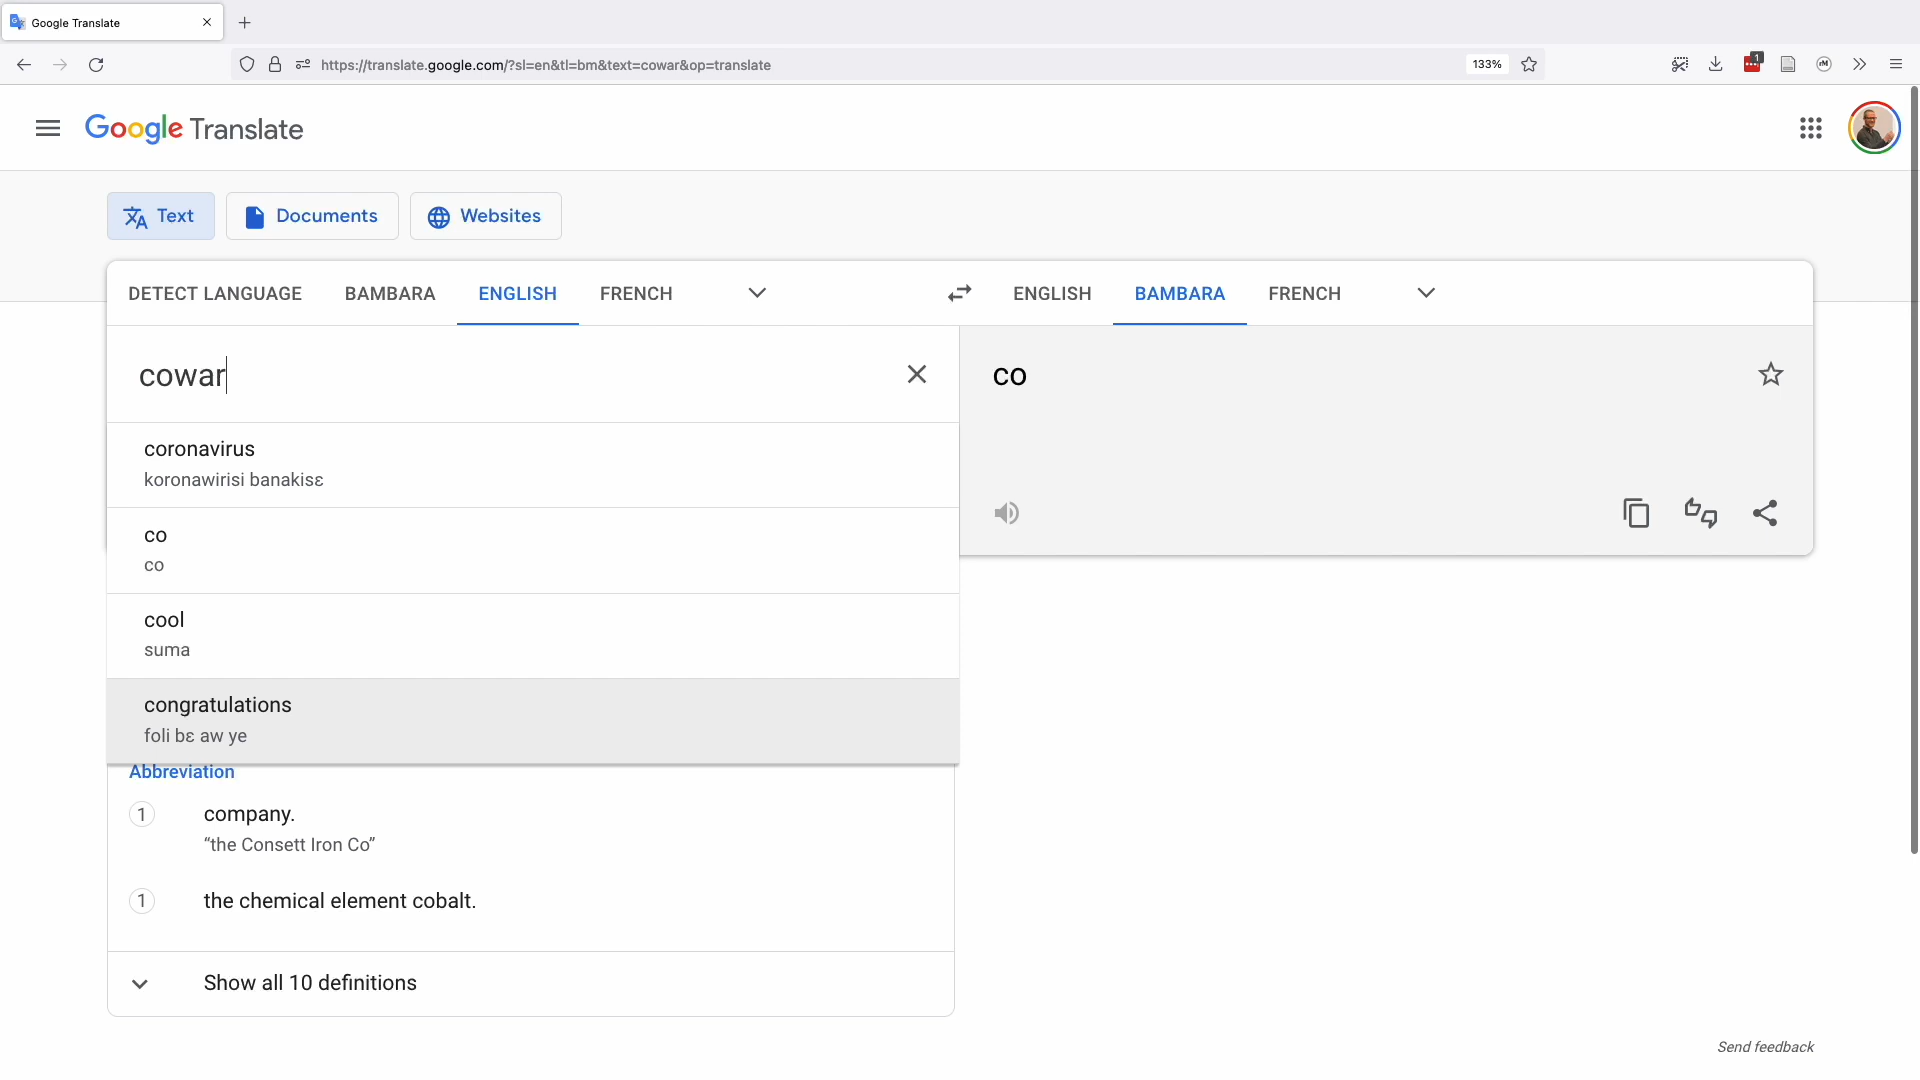 Google Translate
https://translate.google.com/?sl=en&tl=bm&text=cowar&op=translate
133%
1
Google Translate
Text
Documents
Websites
DETECT LANGUAGE
BAMBARA
ENGLISH
FRENCH
ENGLISH
BAMBARA
FRENCH
cowar
co
coronavirus
koronawirisi banakisɛ
co
co
cool
suma
congratulations
foli bɛ aw ye
Abbreviation
1
company.
“the Consett Iron Co”
1
the chemical element cobalt.
Show all 10 definitions
Send feedback